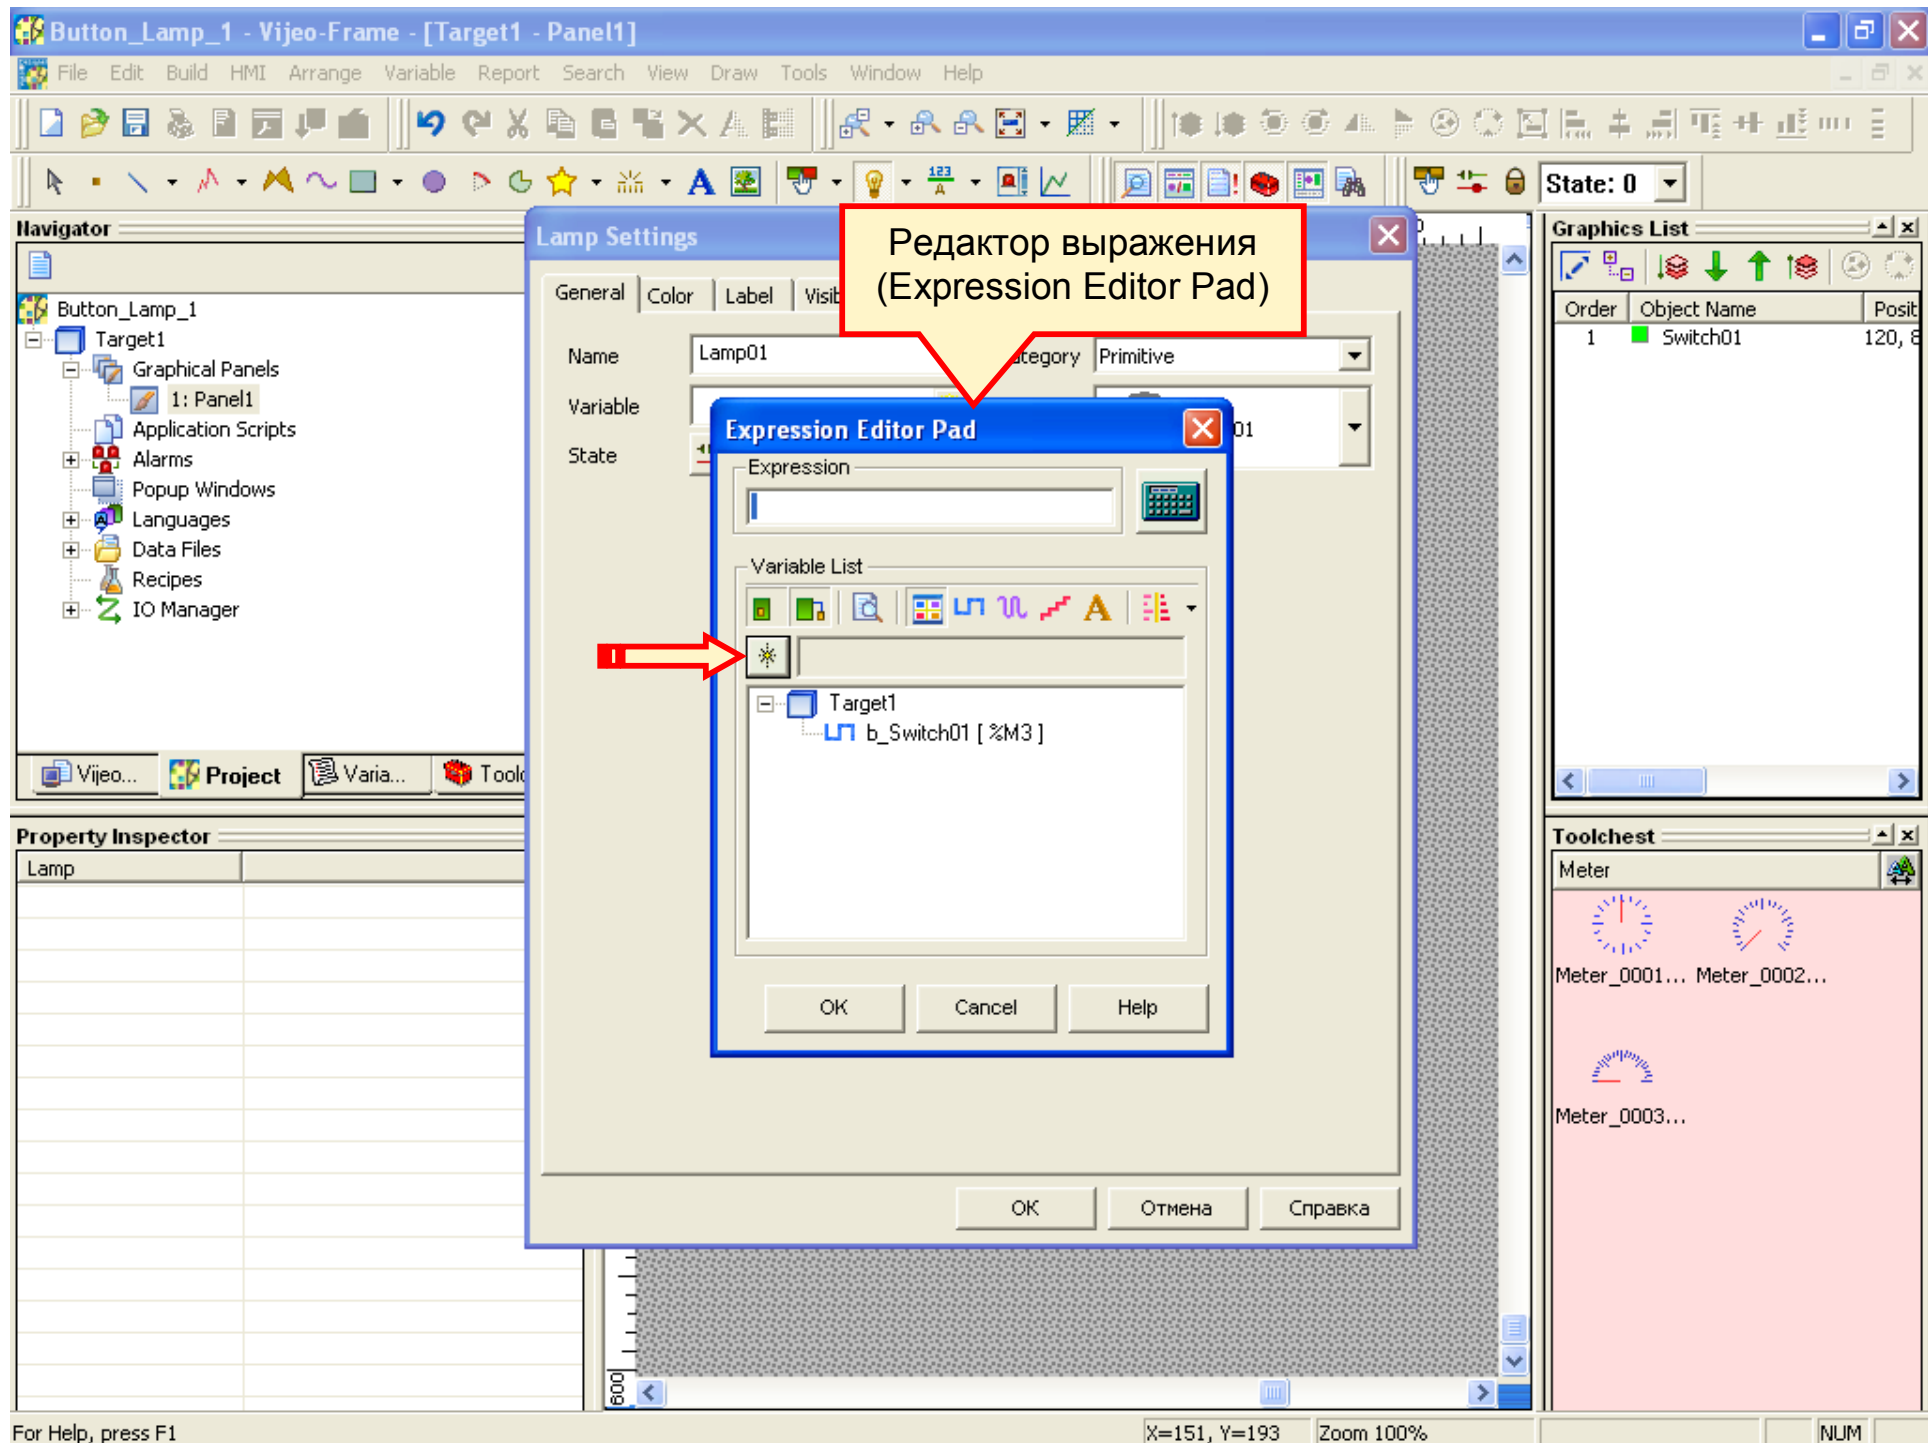 Button_Lamp_1 - Vijeo-Frame - [Target1 - Panel1]
File Edit Build HMI Arrange Variable Report Search View Draw Tools Window Help
State: 0
Navigator
Button_Lamp_1
Target1
Graphical Panels
1: Panel1
Application Scripts
Alarms
Popup Windows
Languages
Data Files
Recipes
IO Manager
Vijeo... Project Varia...
Property Inspector
Lamp
Lamp Settings
Редактор выражения
(Expression Editor Pad)
General Color Label
Name Lamp01 Primitive
Variable
State
Expression Editor Pad
Expression
Variable List
Target1
b_Switch01 [ %M3 ]
OK Cancel Help
ОК Отмена Справка
600
Graphics List
Order Object Name Posit
1 Switch01 120, 8
Toolchest
Meter
Meter_0001... Meter_0002...
Meter_0003...
For Help, press F1 X=151, Y=193 Zoom 100% NUM